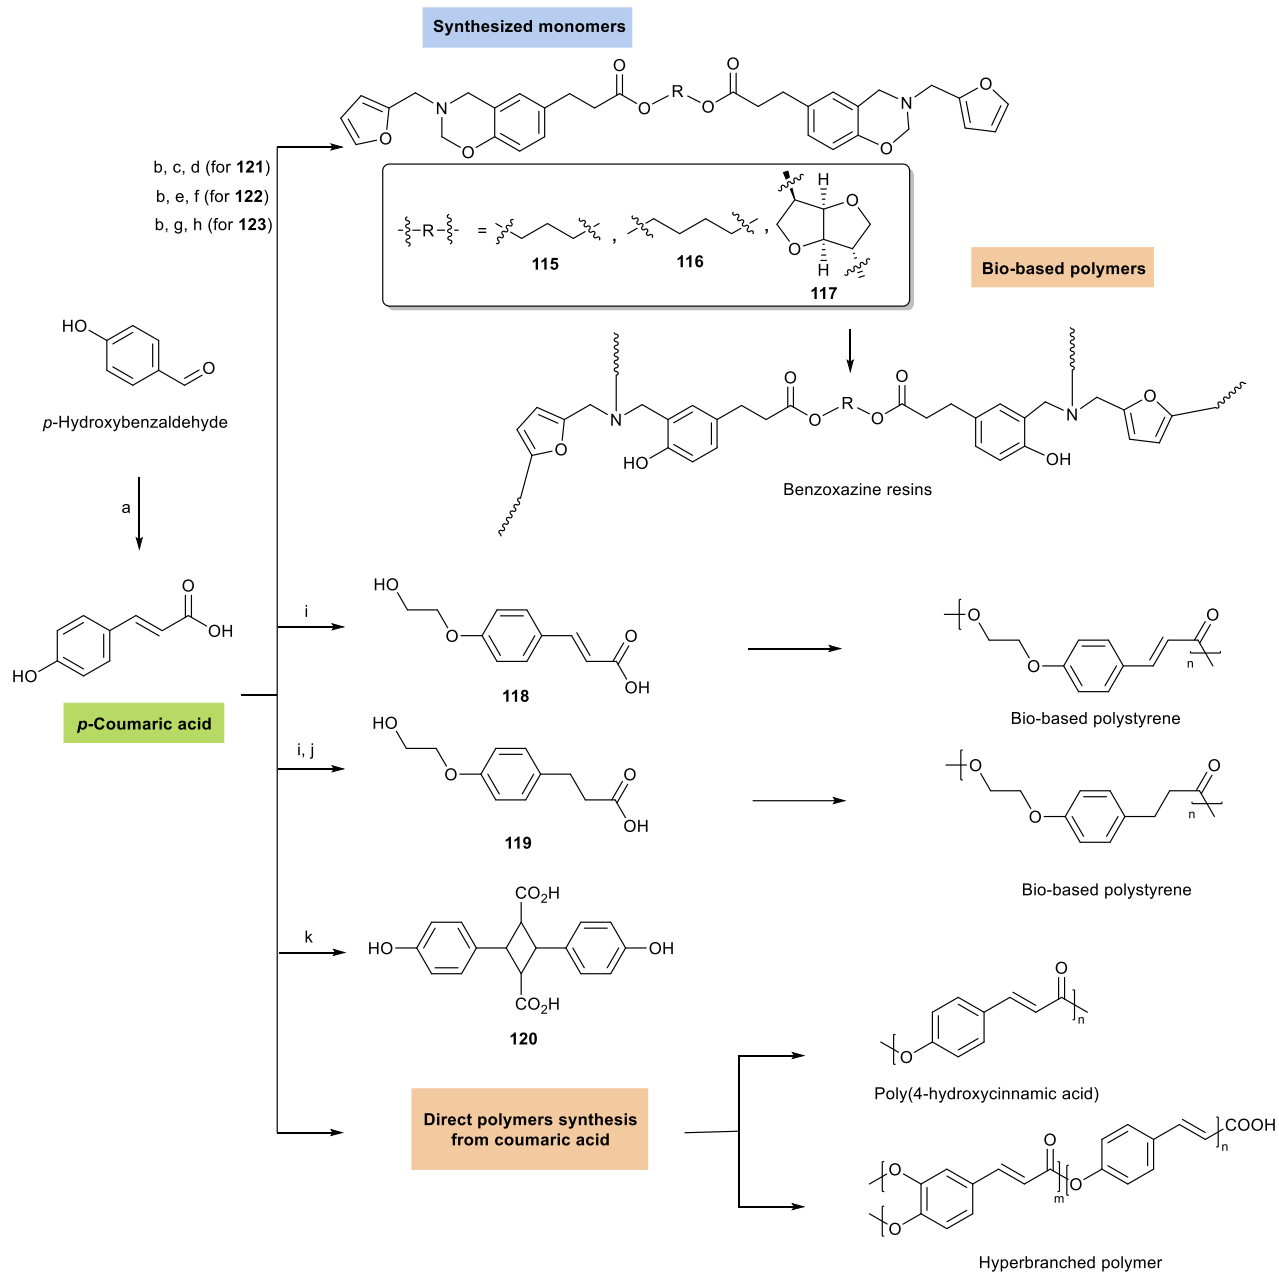 Synthesized monomers
O
O
O
R
O
N
N
O
O
O
O
b, c, d (for 121)
b, e, f (for 122)
b, g, h (for 123)
R
=
115
,
116
,
H
O
O
H
117
Bio-based polymers
HO
O
p-Hydroxybenzaldehyde
a
O
OH
HO
p-Coumaric acid
O
O
R
O
O
N
N
O
O
HO
OH
Benzoxazine resins
i
HO
O
O
OH
118
O
O
O
n
Bio-based polystyrene
i, j
HO
O
O
OH
119
O
O
O
n
Bio-based polystyrene
k
CO2H
HO
OH
CO2H
120
O
O
n
Poly(4-hydroxycinnamic acid)
Direct polymers synthesis
from coumaric acid
O
O
O
m
O
n
COOH
Hyperbranched polymer